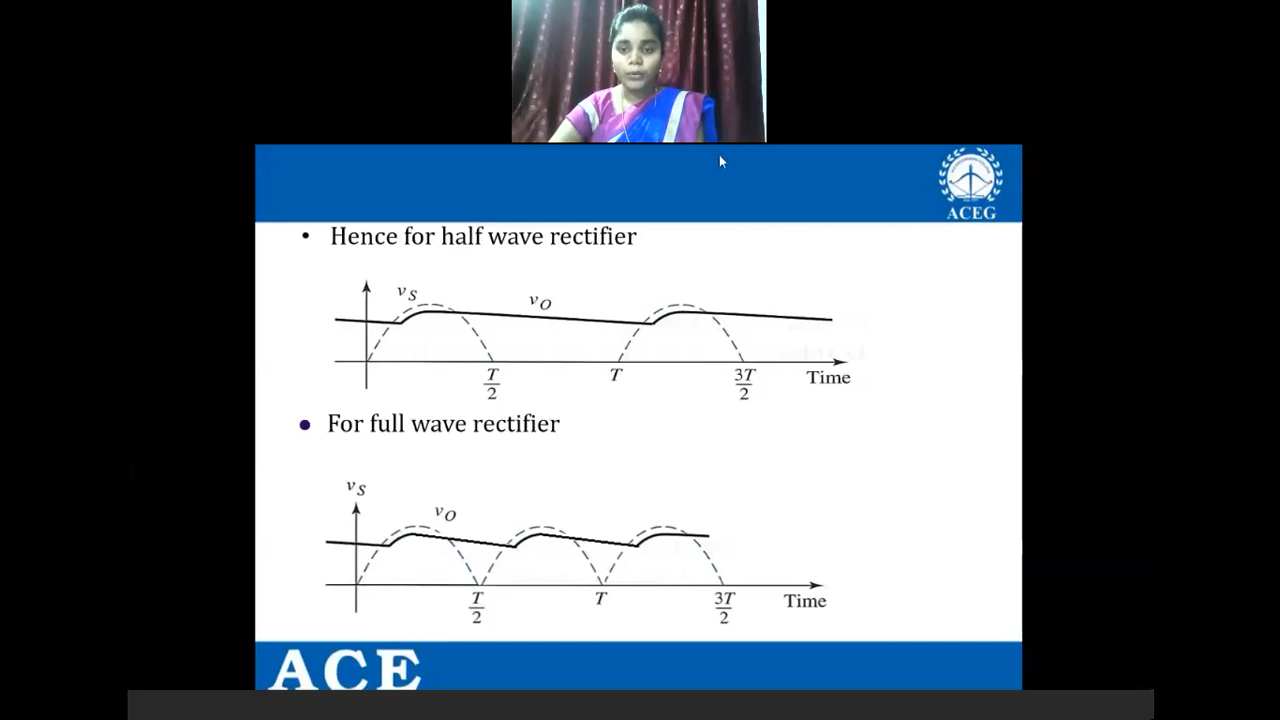 ACEG
• Hence for half wave rectifier
vS
vO
T/2
T
3T/2
Time
• For full wave rectifier
vS
vO
T/2
T
3T/2
Time
ACE